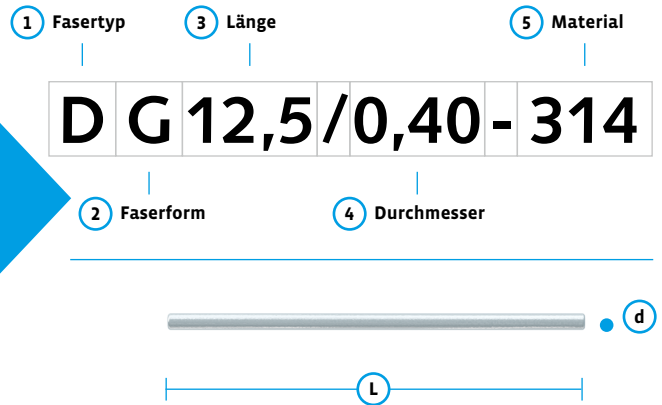 1 Fasertyp 3 Länge 5 Material
D G 12,5 / 0,40 - 314
2 Faserform 4 Durchmesser
d
L